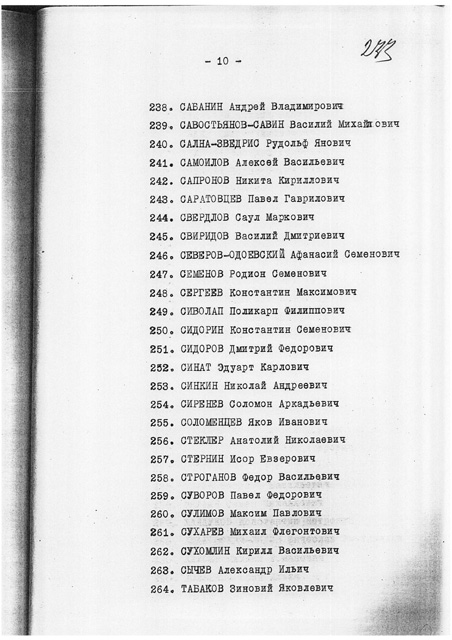 - 10 -
273
238. САБАНИН Андрей Владимирович
239. САВОСТЬЯНОВ-САВИН Василий Михайлович
240. САЛНА-ЗВЕДРИС Рудольф Янович
241. САМОИЛОВ Алексей Васильевич
242. САПРОНОВ Никита Кириллович
243. САРАТОВЦЕВ Павел Гаврилович
244. СВЕРДЛОВ Саул Маркович
245. СВИРИДОВ Василий Дмитриевич
246. СЕВЕРОВ-ОДОЕВСКИЙ Афанасий Семенович
247. СЕМЕНОВ Родион Семенович
248. СЕРГЕЕВ Константин Максимович
249. СИВОЛАП Поликарп Филиппович
250. СИДОРИН Константин Семенович
251. СИДОРОВ Дмитрий Федорович
252. СИНАТ Эдуарт Карлович
253. СИНКИН Николай Андреевич
254. СИРЕНЕВ Соломон Аркадьевич
255. СОЛОМЕНЦЕВ Яков Иванович
256. СТЕКЛЕР Анатолий Николаевич
257. СТЕРНИН Исор Евзерович
258. СТРОГАНОВ Федор Васильевич
259. СУВОРОВ Павел Федорович
260. СУЛИМОВ Максим Павлович
261. СУХАРЕВ Михаил Флегонтович
262. СУХОМЛИН Кирилл Васильевич
263. СЫЧЕВ Александр Ильич
264. ТАБАКОВ Зиновий Яковлевич